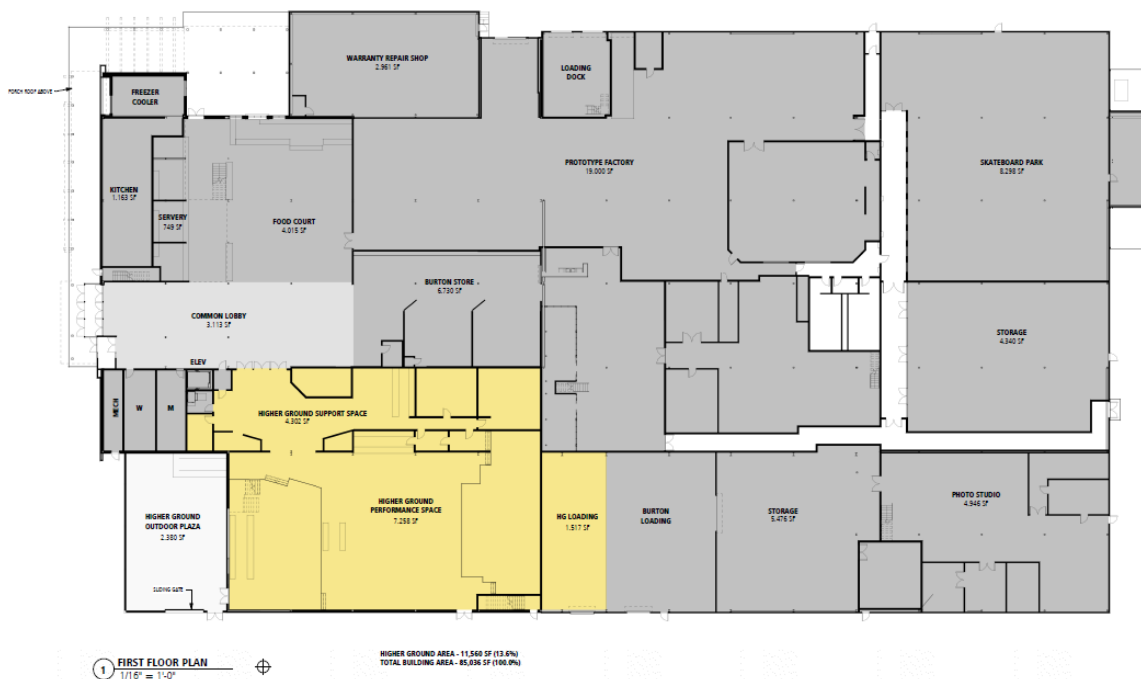 WARRANTY REPAIR SHOP
2.961 SF
LOADING
DOCK
PORCH ROOF ABOVE
FREEZER
COOLER
PROTOTYPE FACTORY
19.000 SF
SKATEBOARD PARK
8.298 SF
KITCHEN
1.163 SF
SERVERY
749 SF
FOOD COURT
4.015 SF
BURTON STORE
6.730 SF
COMMON LOBBY
3.113 SF
STORAGE
4.340 SF
ELEV
MECH
W
M
HIGHER GROUND SUPPORT SPACE
4.302 SF
HIGHER GROUND
OUTDOOR PLAZA
2.380 SF
HIGHER GROUND
PERFORMANCE SPACE
7.258 SF
HG LOADING
1.517 SF
BURTON
LOADING
STORAGE
5.476 SF
PHOTO STUDIO
4.946 SF
SLIDING GATE
1
FIRST FLOOR PLAN
1/16" = 1'-0"
HIGHER GROUND AREA - 11,560 SF (13.6%)
TOTAL BUILDING AREA - 85,036 SF (100.0%)